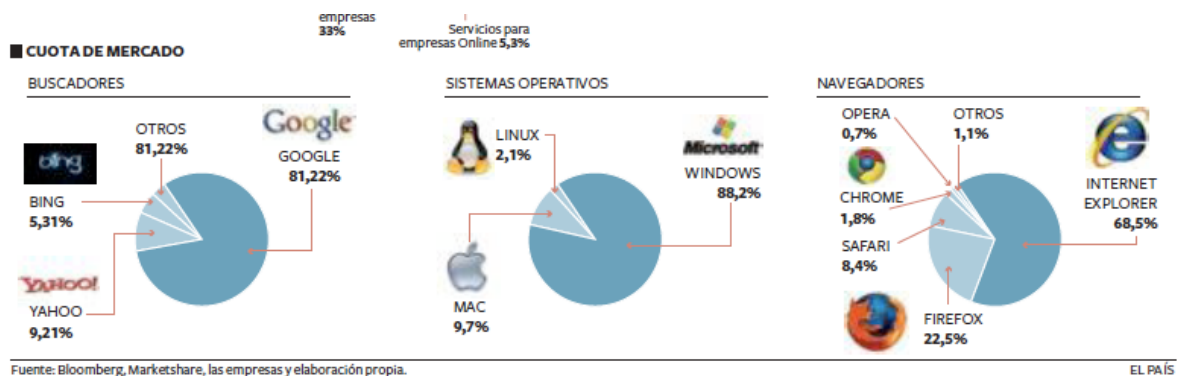 empresas
33%
Servicios para
empresas Online 5,3%
CUOTA DE MERCADO
BUSCADORES
OTROS
81,22%
Google
GOOGLE
81,22%
bing
BING
5,31%
YAHOO!
YAHOO
9,21%
SISTEMAS OPERATIVOS
LINUX
2,1%
Microsoft
WINDOWS
88,2%
MAC
9,7%
NAVEGADORES
OPERA
0,7%
OTROS
1,1%
CHROME
1,8%
INTERNET
EXPLORER
68,5%
SAFARI
8,4%
FIREFOX
22,5%
Fuente: Bloomberg, Marketshare, las empresas y elaboración propia.
EL PAÍS